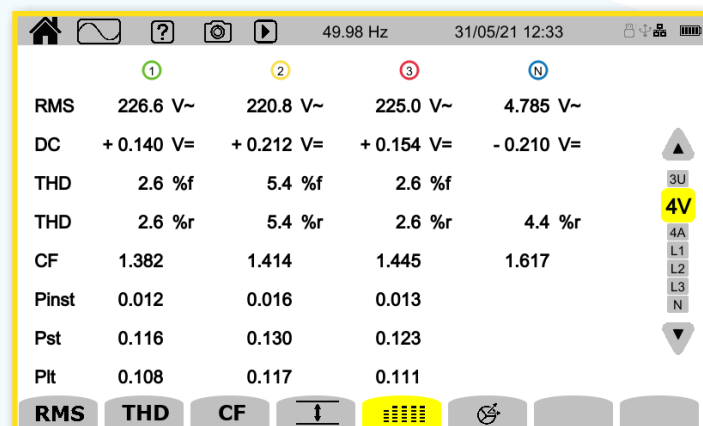 ? 49.98 Hz 31/05/21 12:33
1 2 3 N
RMS 226.6 V~ 220.8 V~ 225.0 V~ 4.785 V~
DC + 0.140 V= + 0.212 V= + 0.154 V= - 0.210 V=
THD 2.6 %f 5.4 %f 2.6 %f
THD 2.6 %r 5.4 %r 2.6 %r 4.4 %r
CF 1.382 1.414 1.445 1.617
Pinst 0.012 0.016 0.013
Pst 0.116 0.130 0.123
Plt 0.108 0.117 0.111
3U
4V
4A
L1
L2
L3
N
RMS THD CF